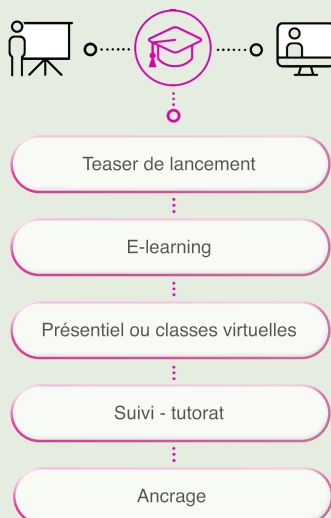 Teaser de lancement
E-learning
Présentiel ou classes virtuelles
Suivi - tutorat
Ancrage